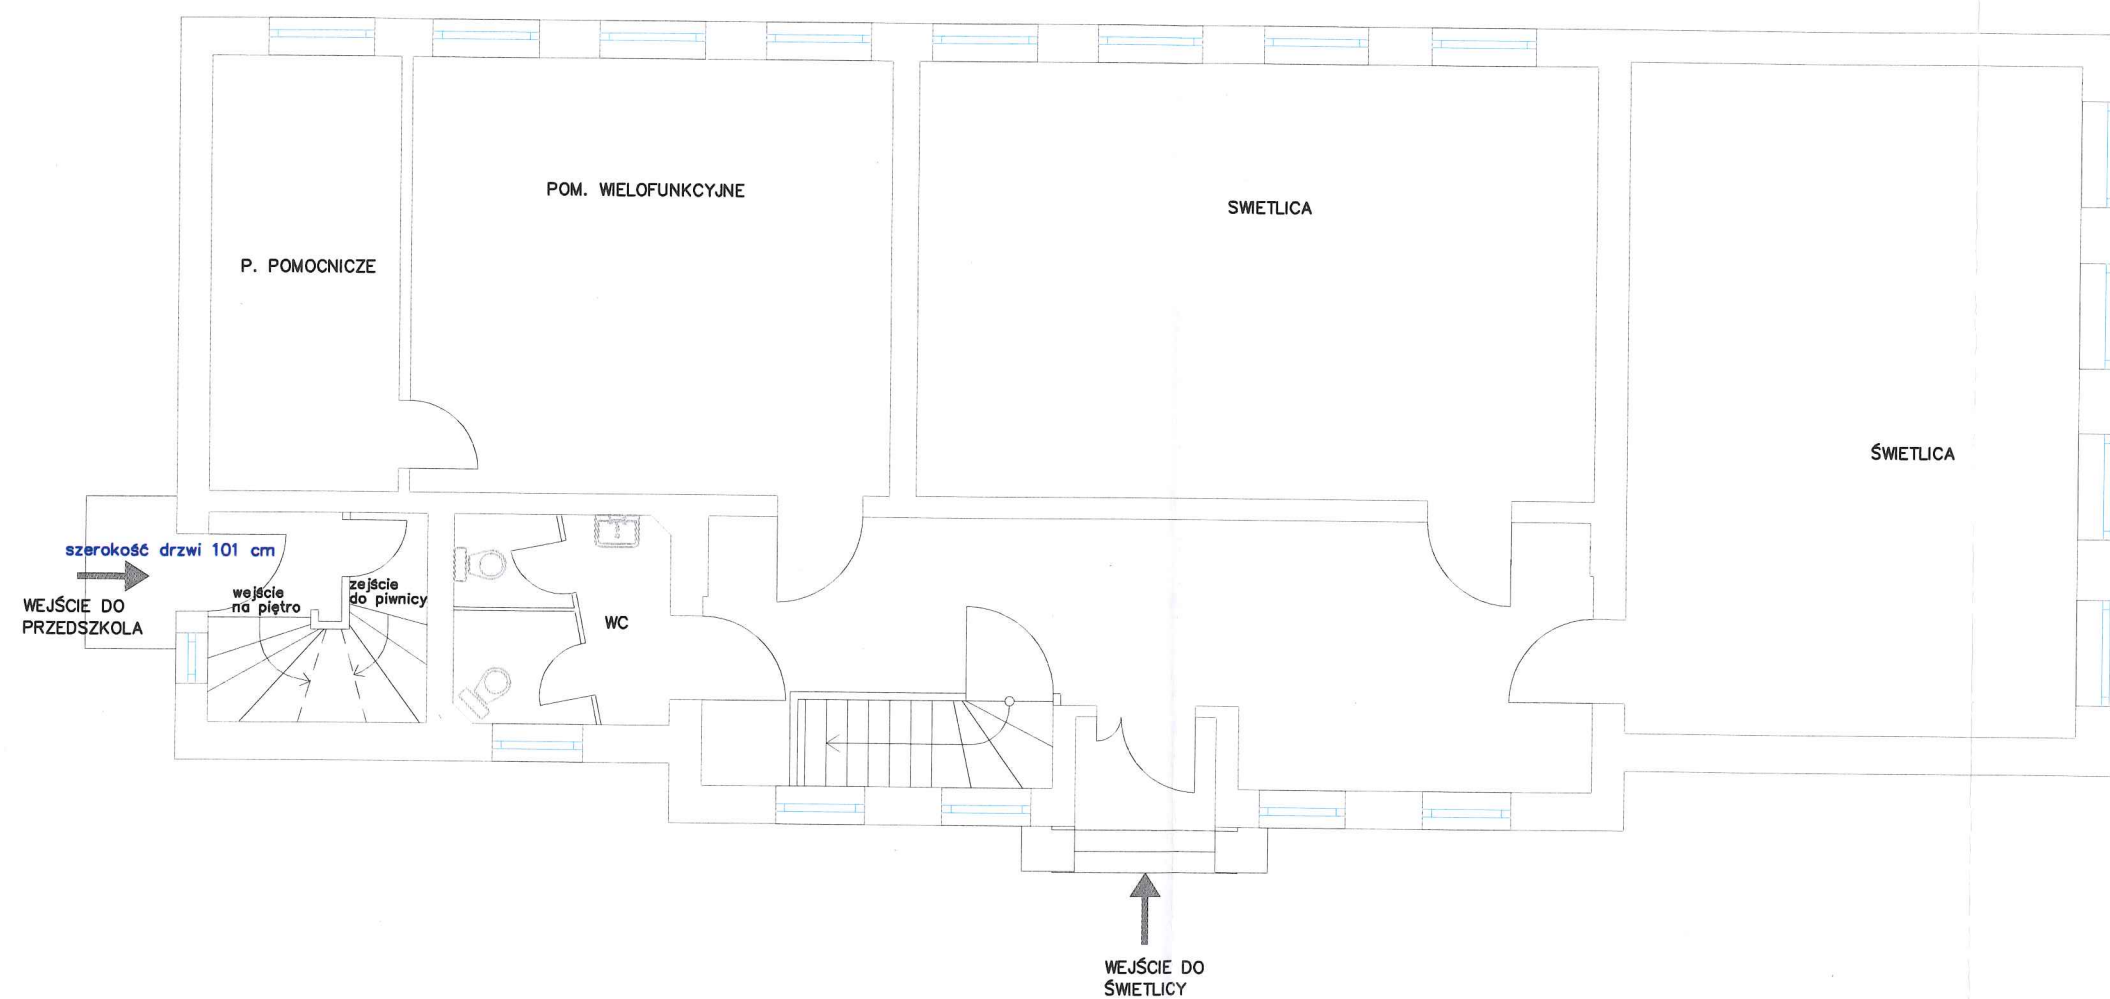 POM. WIELOFUNKCYJNE
SWIETLICA
P. POMOCNICZE
ŚWIETLICA
szerokość drzwi 101 cm
WEJŚCIE DO
PRZEDSZKOLA
wejście
na piętro
zejście
do piwnicy
WC
WEJŚCIE DO
ŚWIETLICY